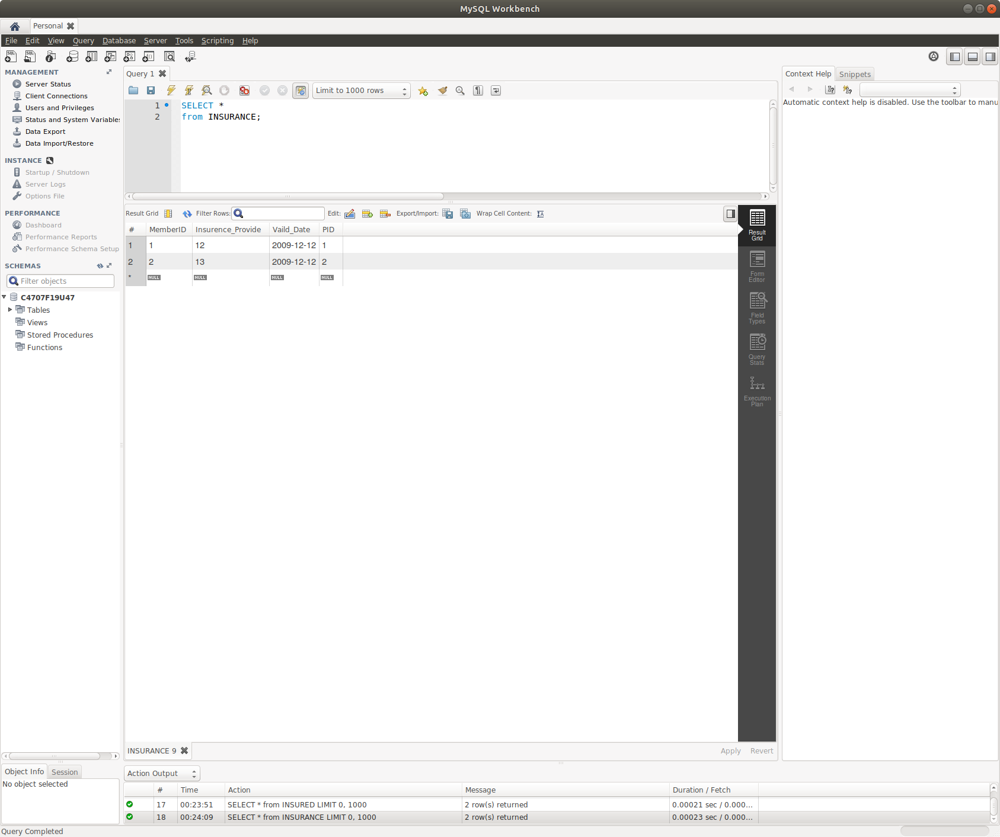 MySQL Workbench
Personal
File Edit View Query Database Server Tools Scripting Help
MANAGEMENT
Server Status
Client Connections
Users and Privileges
Status and System Variables
Data Export
Data Import/Restore
INSTANCE
Startup / Shutdown
Server Logs
Options File
PERFORMANCE
Dashboard
Performance Reports
Performance Schema Setup
SCHEMAS
Filter objects
C4707F19U47
Tables
Views
Stored Procedures
Functions
Object Info Session
No object selected
Query Completed
Query 1
Limit to 1000 rows
1 SELECT *
2 from INSURANCE;
Result Grid Filter Rows: Edit: Export/Import: Wrap Cell Content:
# MemberID Insurence_Provide Vaild_Date PID
1 1 12 2009-12-12 1
2 2 13 2009-12-12 2
* NULL NULL NULL NULL
Result
Grid
Form
Editor
Field
Types
Query
Stats
Execution
Plan
INSURANCE 9 Apply Revert
Action Output
# Time Action Message Duration / Fetch
17 00:23:51 SELECT * from INSURED LIMIT 0, 1000 2 row(s) returned 0.00021 sec / 0.000...
18 00:24:09 SELECT * from INSURANCE LIMIT 0, 1000 2 row(s) returned 0.00023 sec / 0.000...
Context Help Snippets
Automatic context help is disabled. Use the toolbar to manu